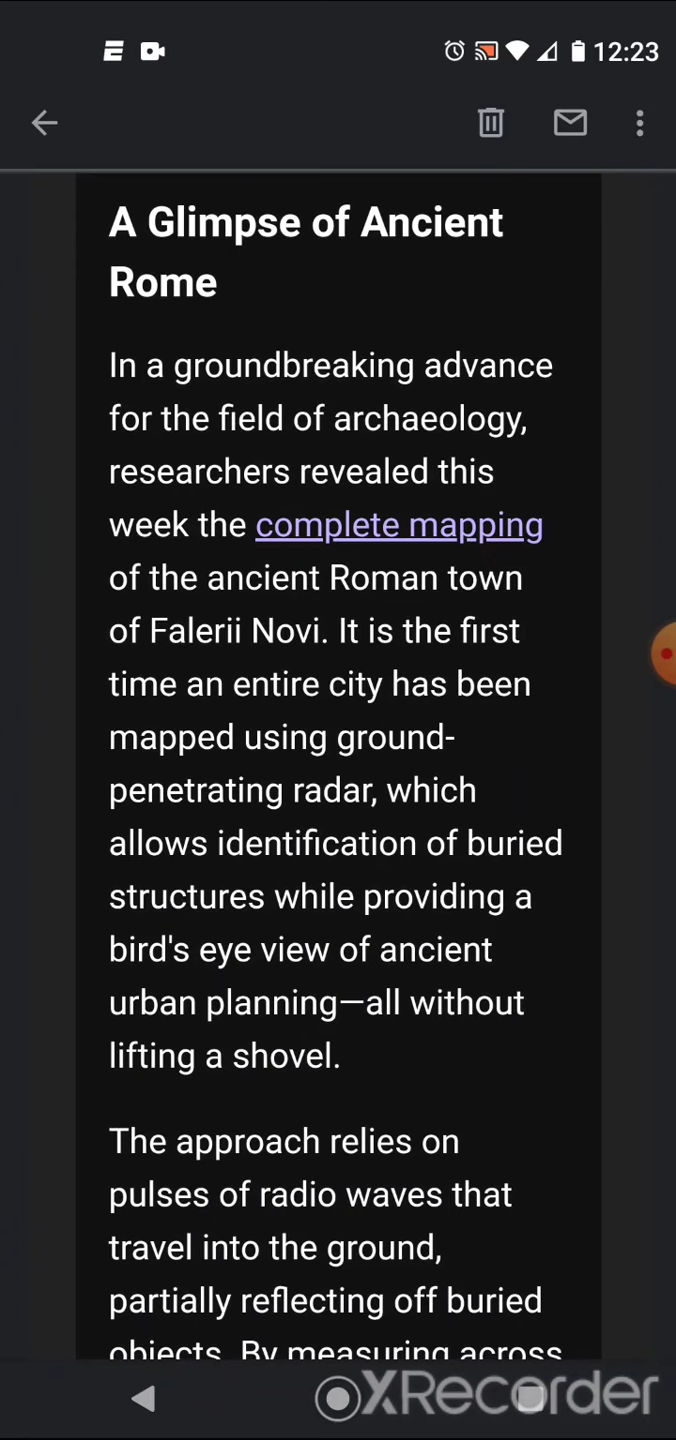 12:23
A Glimpse of Ancient
Rome
In a groundbreaking advance
for the field of archaeology,
researchers revealed this
week the complete mapping
of the ancient Roman town
of Falerii Novi. It is the first
time an entire city has been
mapped using ground-
penetrating radar, which
allows identification of buried
structures while providing a
bird's eye view of ancient
urban planning—all without
lifting a shovel.
The approach relies on
pulses of radio waves that
travel into the ground,
partially reflecting off buried
objects. By measuring across
XRecorder